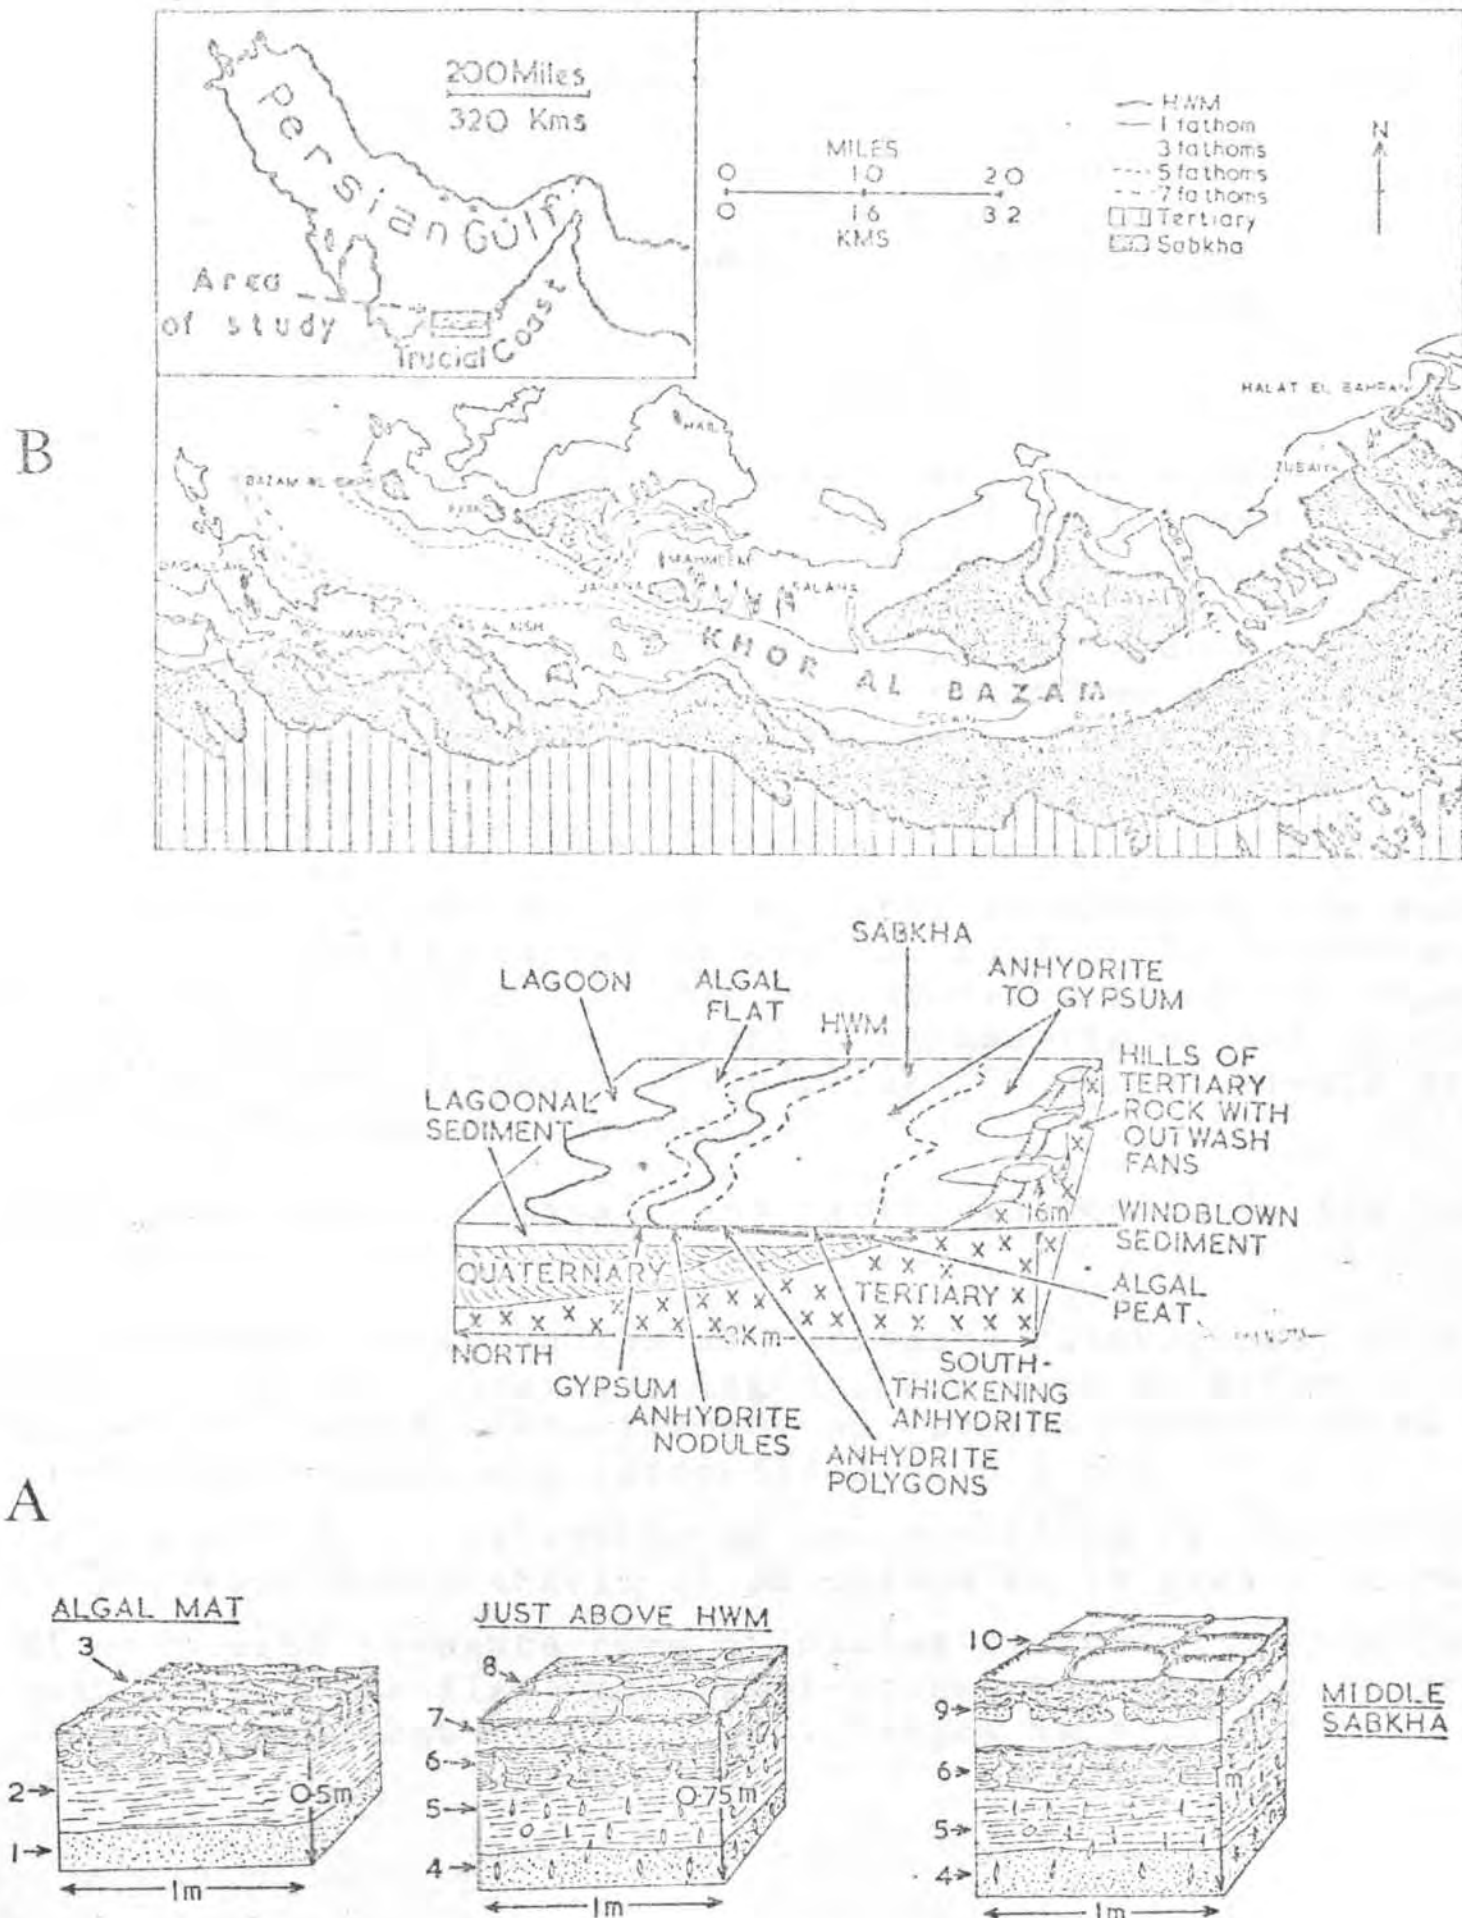 Persian Gulf
200 Miles
320 Kms
Area
of study
Trucial Coast
MILES
0 10 20
0 16 32
KMS
HWM
1 fathom
3 fathoms
5 fathoms
7 fathoms
Tertiary
Sabkha
N
B
HALAT EL BAHRANI
ZUBAIYA
JANANA
SALAHA
KHOR AL BAZAM
LAGOON
ALGAL
FLAT
SABKHA
HWM
ANHYDRITE
TO GYPSUM
LAGOONAL
SEDIMENT
HILLS OF
TERTIARY
ROCK WITH
OUTWASH
FANS
16m
WINDBLOWN
SEDIMENT
QUATERNARY
TERTIARY
ALGAL
PEAT
3Km
NORTH
SOUTH-
GYPSUM
THICKENING
ANHYDRITE
ANHYDRITE
NODULES
ANHYDRITE
POLYGONS
A
ALGAL MAT
3
2
1
0.5m
1m
JUST ABOVE HWM
8
7
6
5
4
0.75m
1m
10
9
6
5
4
1m
MIDDLE
SABKHA